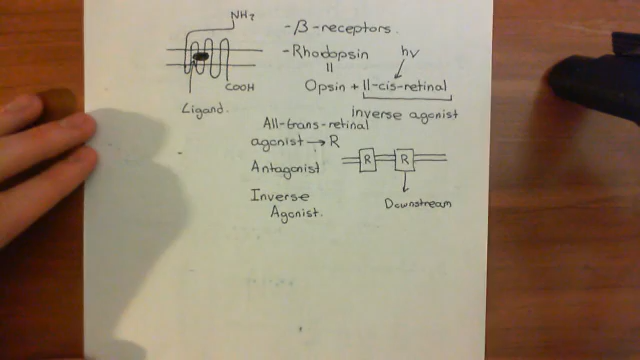 NH2
COOH
Ligand.
-β-receptors.
-Rhodopsin
=
hν
Opsin + 11-cis-retinal
inverse agonist
All-trans-retinal
agonist → R
Antagonist
Inverse
Agonist.
R R
Downstream